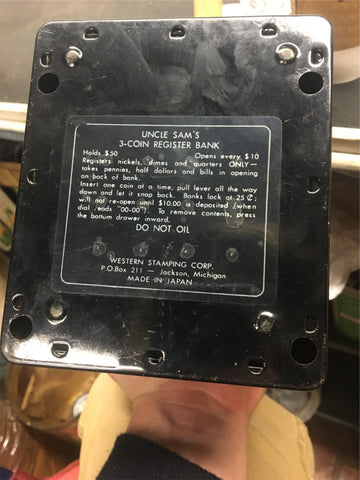 UNCLE SAM'S
3-COIN REGISTER BANK
Holds $50 Opens every $10
Registers nickels, dimes and quarters ONLY—
takes pennies, half dollars and bills in opening
on back of bank.
Insert one coin at a time, pull lever all the way
down and let it snap back. Banks lock at 25¢;
will not re-open until $10.00 is deposited (when
dial reads "00-00"). To remove contents, press
the bottum drawer inward.
DO NOT OIL
WESTERN STAMPING CORP.
P.O.Box 211 — Jackson, Michigan
MADE IN JAPAN